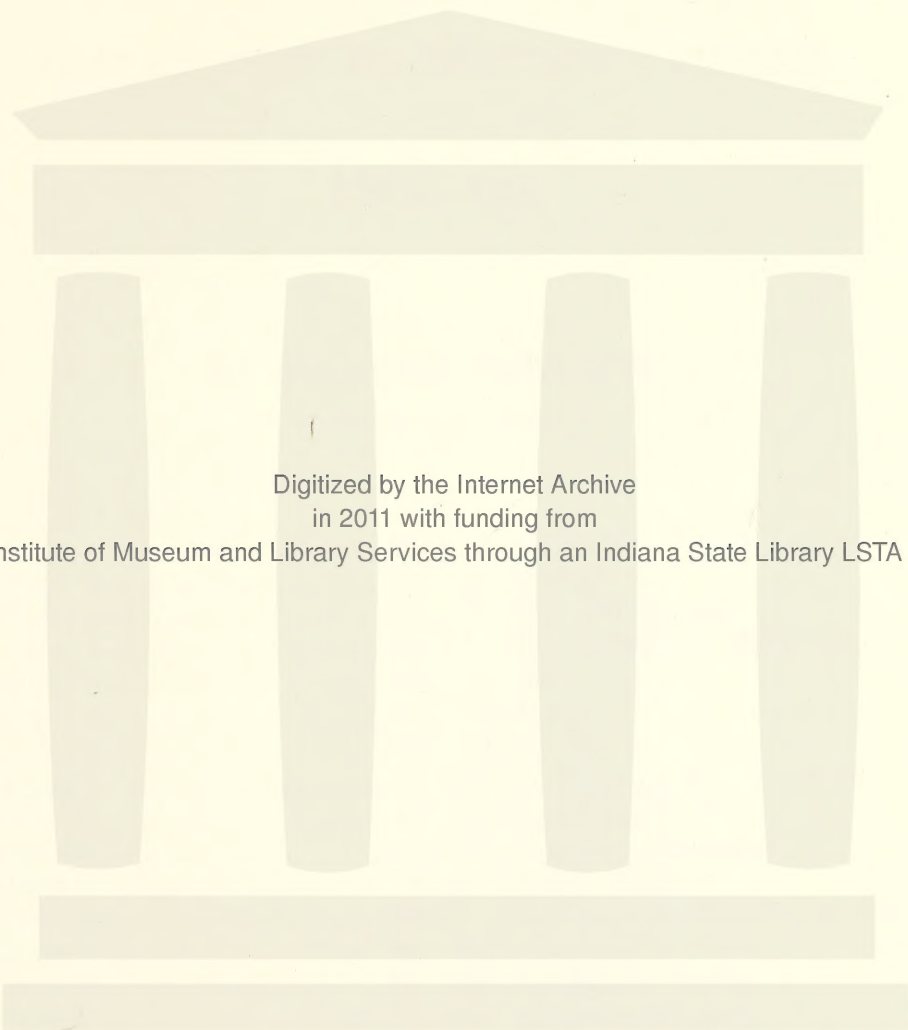 Digitized by the Internet Archive
in 2011 with funding from
nstitute of Museum and Library Services through an Indiana State Library LSTA